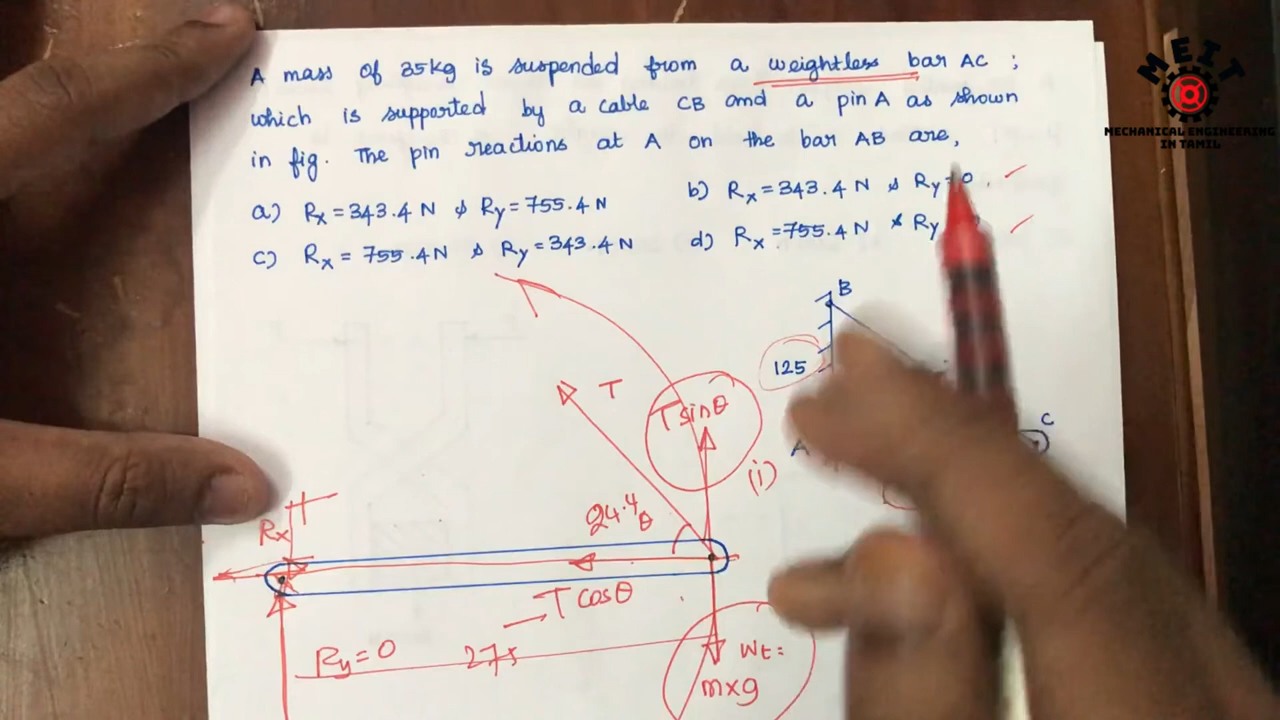 A mass of 35kg is suspended from a weightless bar AC ;
which is supported by a cable CB and a pin A as shown
in fig. The pin reactions at A on the bar AB are,
a) Rx = 343.4 N & Ry = 755.4 N
b) Rx = 343.4 N & Ry = 0.
c) Rx = 755.4 N & Ry = 343.4 N
d) Rx = 755.4 N & Ry
B
125
C
A
T
T sinθ
(i)
24.4
θ
Rx
T cosθ
Ry = 0
275
Wt =
m×g
MEIT
MECHANICAL ENGINEERING
IN TAMIL